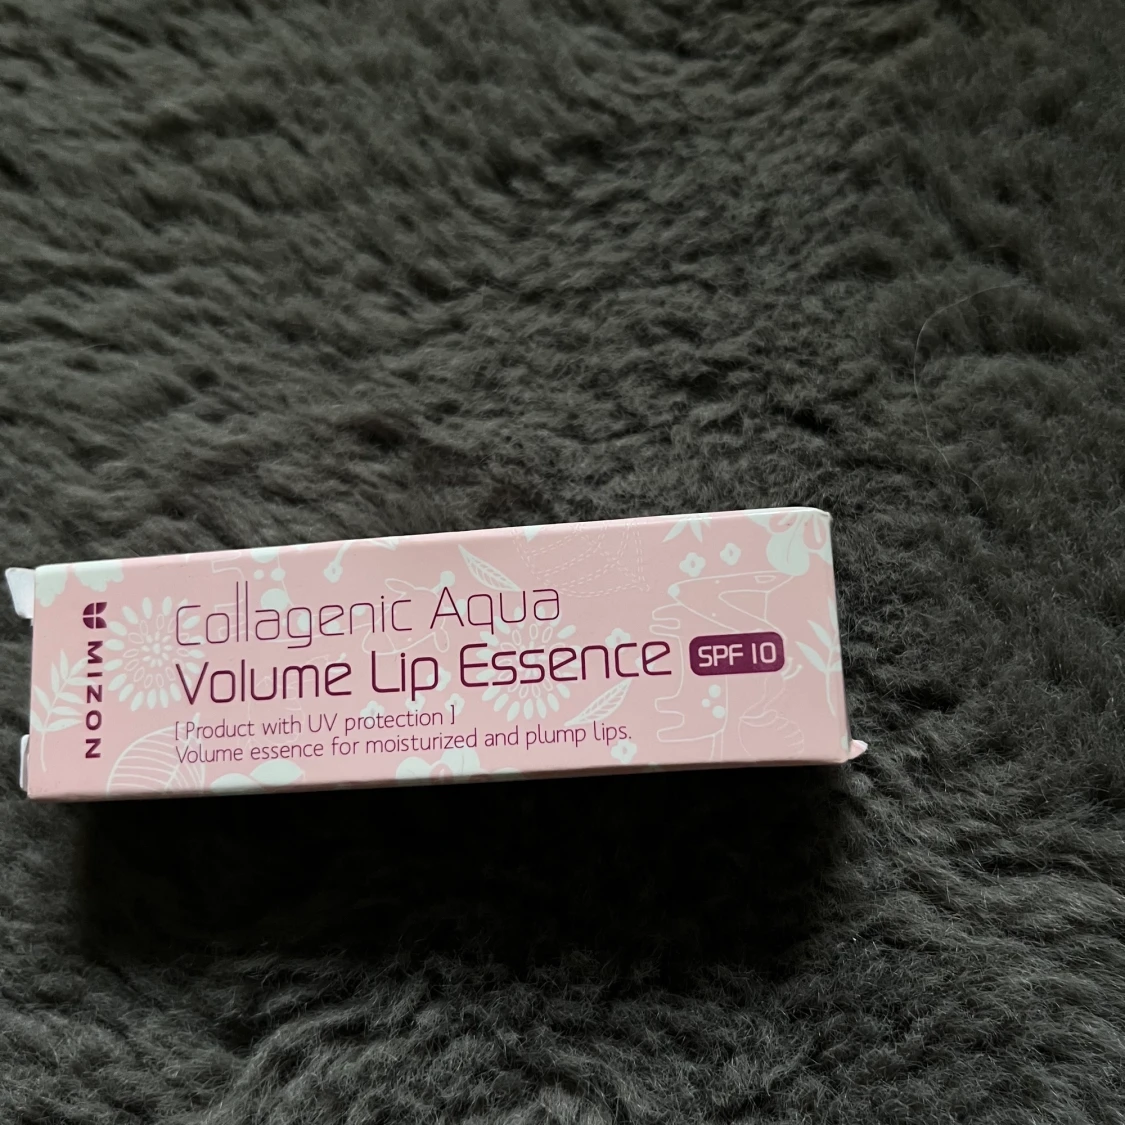 MIZON
Collagenic Aqua
Volume Lip Essence SPF 10
[ Product with UV protection ]
Volume essence for moisturized and plump lips.